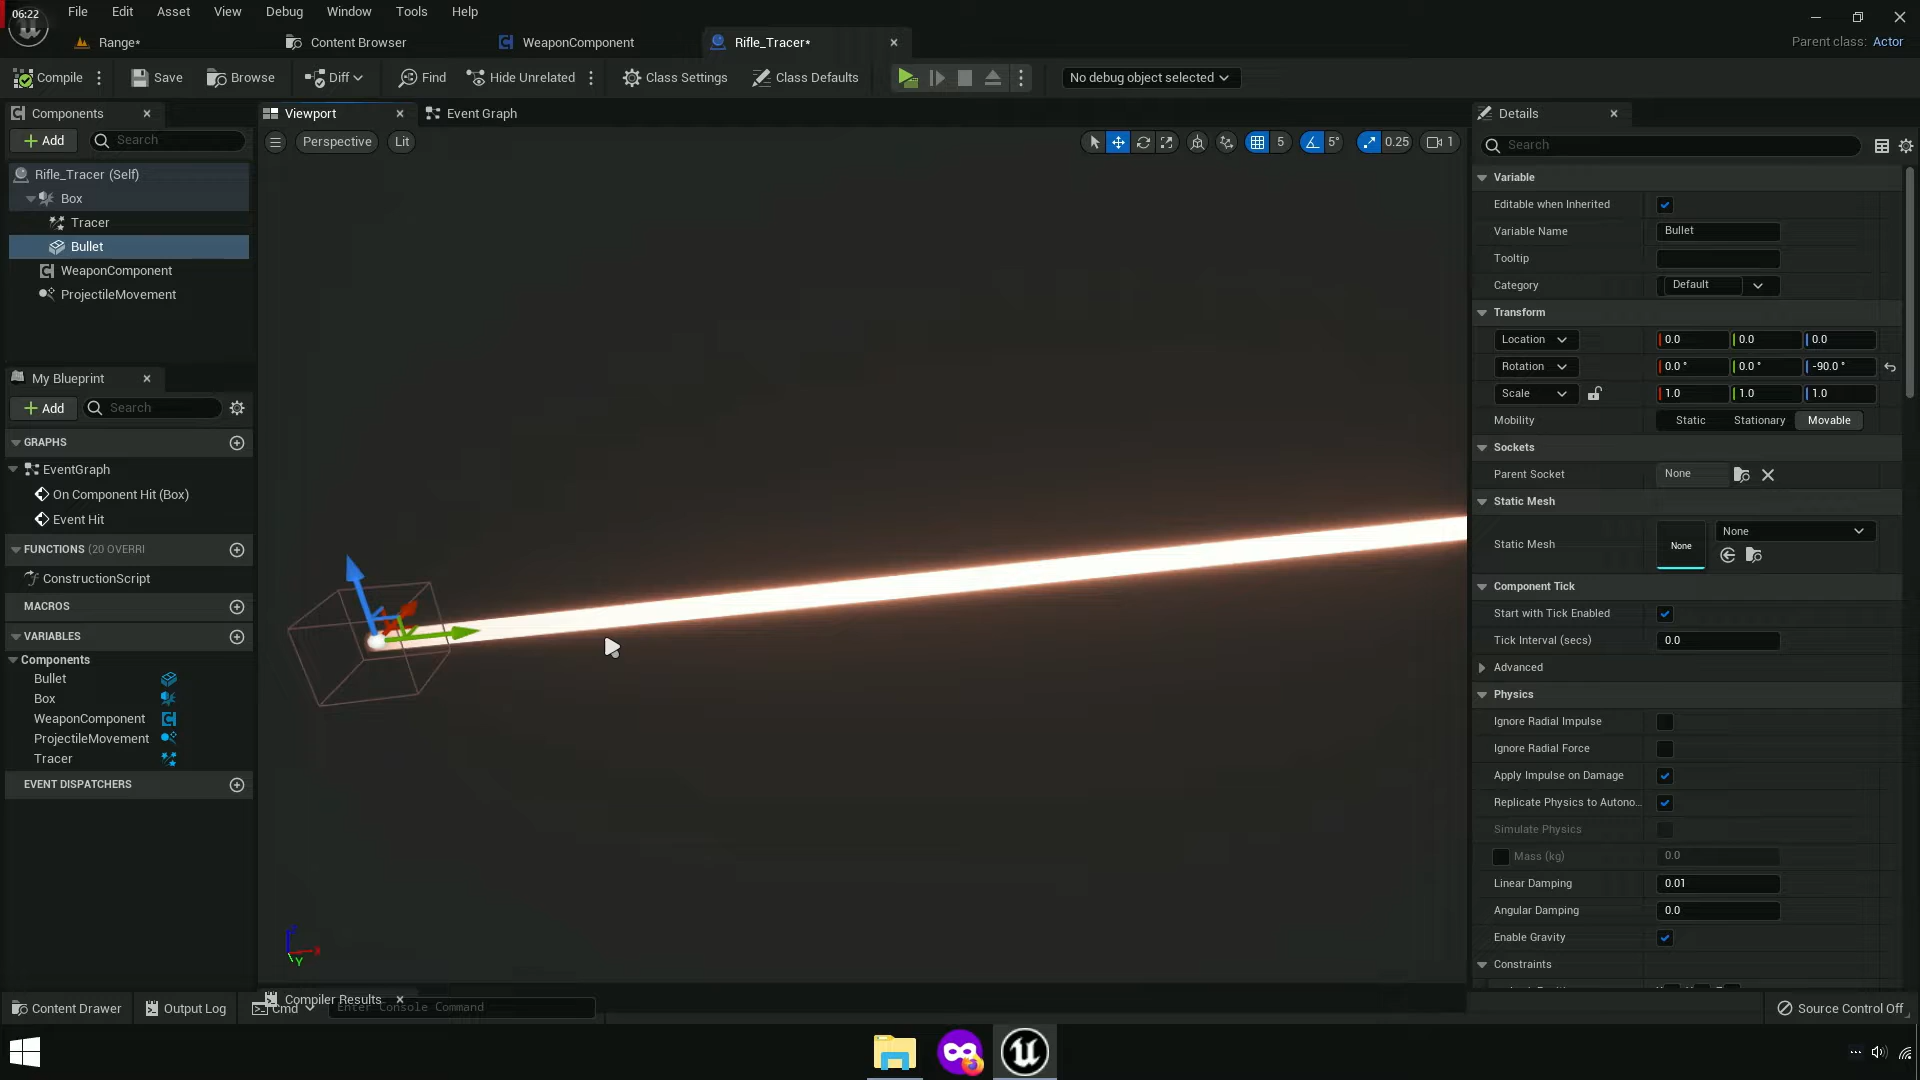 06:22
File Edit Asset View Debug Window Tools Help
Range* Content Browser WeaponComponent Rifle_Tracer*
Parent class: Actor
Compile Save Browse Diff Find Hide Unrelated Class Settings Class Defaults No debug object selected
Components
Add Search
Rifle_Tracer (Self)
Box
Tracer
Bullet
WeaponComponent
ProjectileMovement
My Blueprint
Add Search
GRAPHS
EventGraph
On Component Hit (Box)
Event Hit
FUNCTIONS (20 OVERRI
ConstructionScript
MACROS
VARIABLES
Components
Bullet
Box
WeaponComponent
ProjectileMovement
Tracer
EVENT DISPATCHERS
Viewport Event Graph
Perspective Lit
5 5° 0.25 1
Z
X
Y
Details
Search
Variable
Editable when Inherited
Variable Name Bullet
Tooltip
Category Default
Transform
Location 0.0 0.0 0.0
Rotation 0.0 ° 0.0 ° -90.0 °
Scale 1.0 1.0 1.0
Mobility Static Stationary Movable
Sockets
Parent Socket None
Static Mesh
Static Mesh None None
Component Tick
Start with Tick Enabled
Tick Interval (secs) 0.0
Advanced
Physics
Ignore Radial Impulse
Ignore Radial Force
Apply Impulse on Damage
Replicate Physics to Autono...
Simulate Physics
Mass (kg) 0.0
Linear Damping 0.01
Angular Damping 0.0
Enable Gravity
Constraints
Compiler Results
Content Drawer Output Log Cmd Enter Console Command
Source Control Off